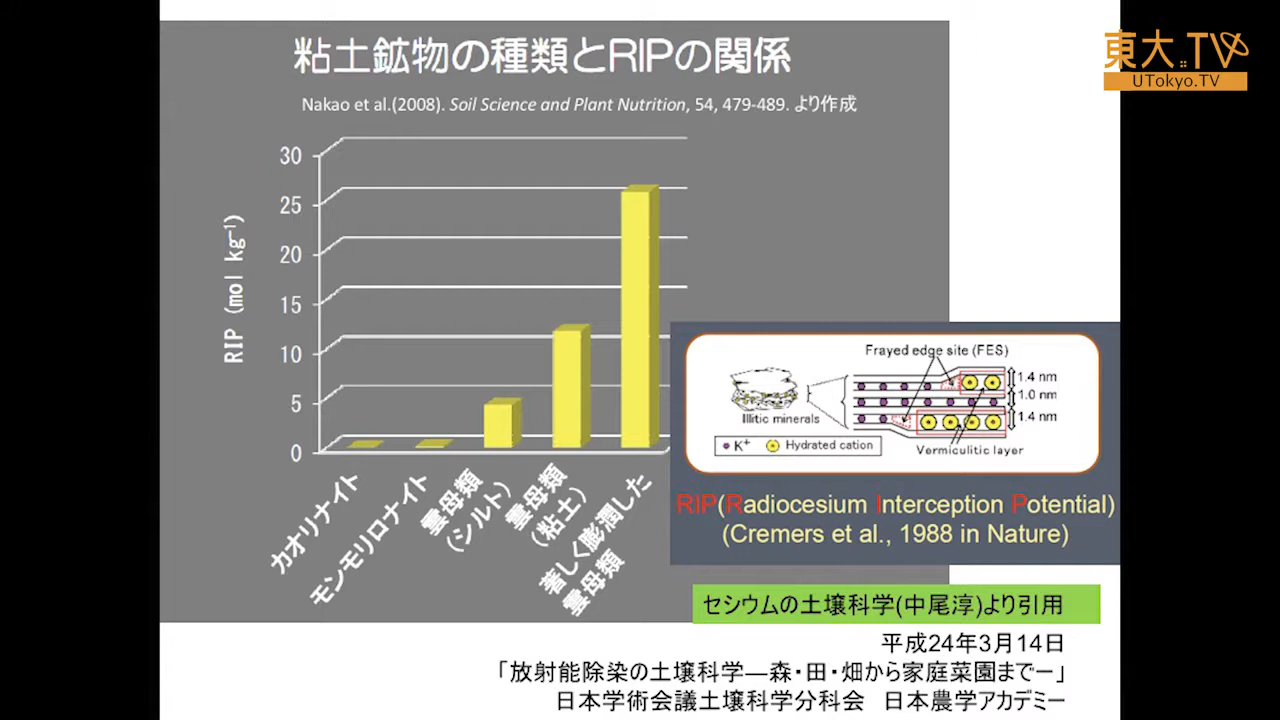 東大.TV
UTokyo.TV
粘土鉱物の種類とRIPの関係
Nakao et al.(2008). Soil Science and Plant Nutrition, 54, 479-489. より作成
RIP (mol kg⁻¹)
30
25
20
15
10
5
0
カオリナイト
モンモリロナイト
雲母類
(シルト)
雲母類
(粘土)
著しく膨潤した
雲母類
Frayed edge site (FES)
1.4 nm
1.0 nm
1.4 nm
Illitic minerals
K⁺ Hydrated cation
Vermiculitic layer
RIP(Radiocesium Interception Potential)
(Cremers et al., 1988 in Nature)
セシウムの土壌科学(中尾淳)より引用
平成24年3月14日
「放射能除染の土壌科学―森・田・畑から家庭菜園までー」
日本学術会議土壌科学分科会 日本農学アカデミー